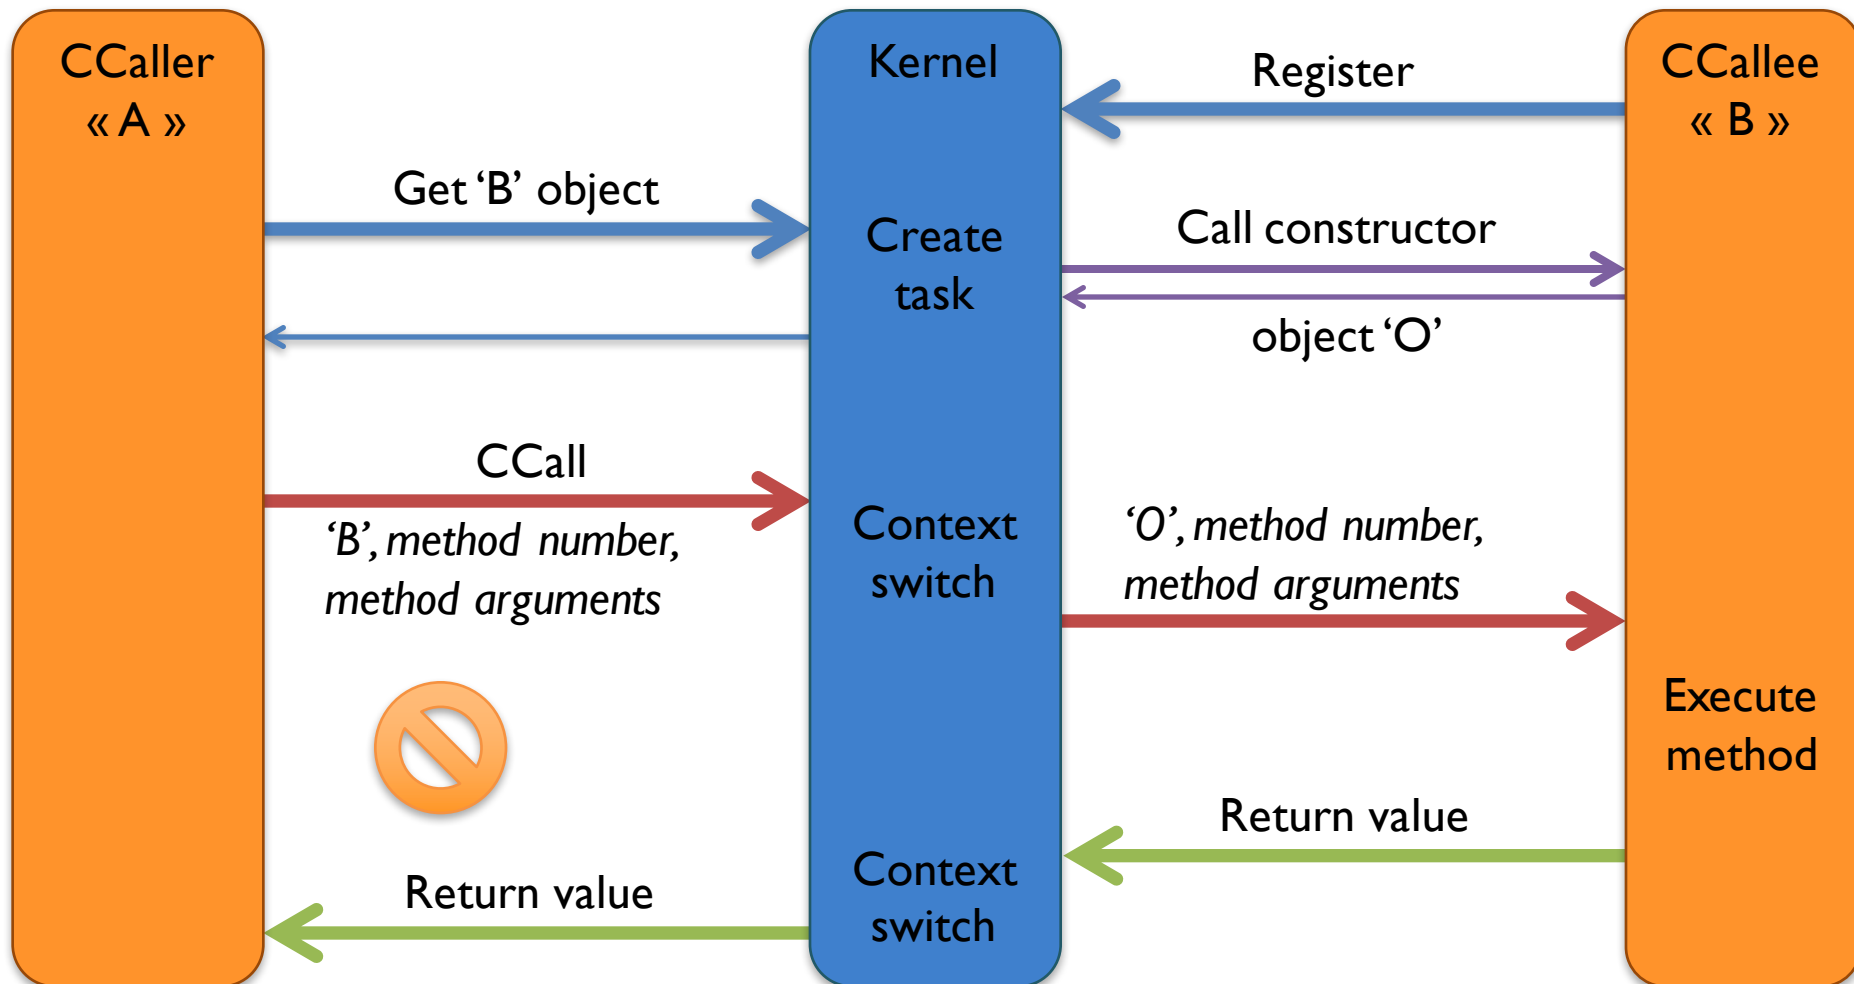 CCaller
« A »
Kernel
CCallee
« B »
Register
Get ‘B’ object
Create
task
Call constructor
object ‘O’
CCall
‘B’, method number,
method arguments
Context
switch
‘O’, method number,
method arguments
Execute
method
Return value
Context
switch
Return value